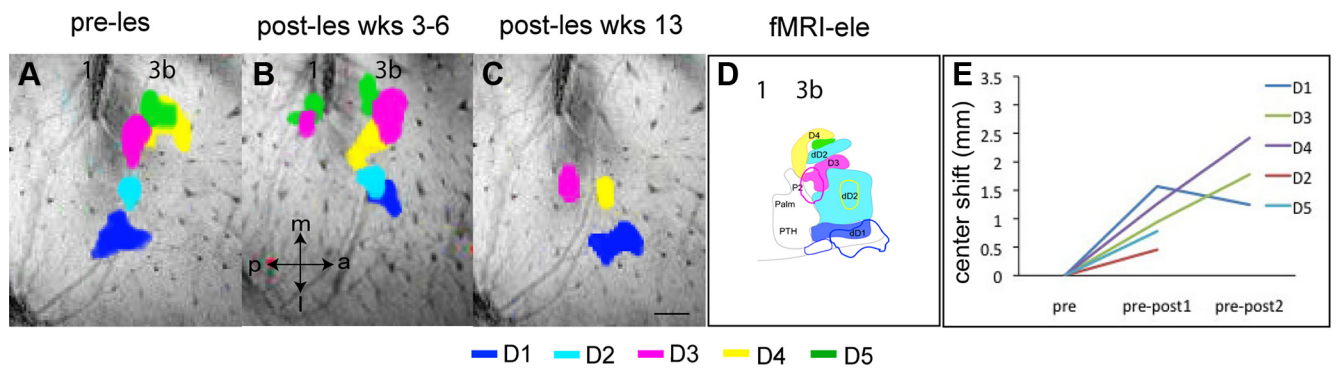 pre-les
post-les wks 3-6
post-les wks 13
fMRI-ele
A 1 3b
B 1 3b
m
p a
l
C
D
1 3b
D4
dD2
D3
P2
dD2
Palm
PTH
dD1
E
3.5
3
2.5
2
1.5
1
0.5
0
center shift (mm)
pre pre-post1 pre-post2
D1
D3
D4
D2
D5
D1 D2 D3 D4 D5